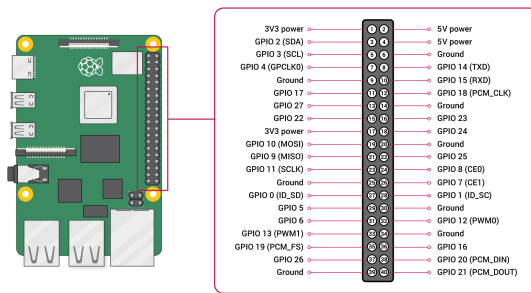 3V3 power 1 2 5V power
GPIO 2 (SDA) 3 4 5V power
GPIO 3 (SCL) 5 6 Ground
GPIO 4 (GPCLK0) 7 8 GPIO 14 (TXD)
Ground 9 10 GPIO 15 (RXD)
GPIO 17 11 12 GPIO 18 (PCM_CLK)
GPIO 27 13 14 Ground
GPIO 22 15 16 GPIO 23
3V3 power 17 18 GPIO 24
GPIO 10 (MOSI) 19 20 Ground
GPIO 9 (MISO) 21 22 GPIO 25
GPIO 11 (SCLK) 23 24 GPIO 8 (CE0)
Ground 25 26 GPIO 7 (CE1)
GPIO 0 (ID_SD) 27 28 GPIO 1 (ID_SC)
GPIO 5 29 30 Ground
GPIO 6 31 32 GPIO 12 (PWM0)
GPIO 13 (PWM1) 33 34 Ground
GPIO 19 (PCM_FS) 35 36 GPIO 16
GPIO 26 37 38 GPIO 20 (PCM_DIN)
Ground 39 40 GPIO 21 (PCM_DOUT)